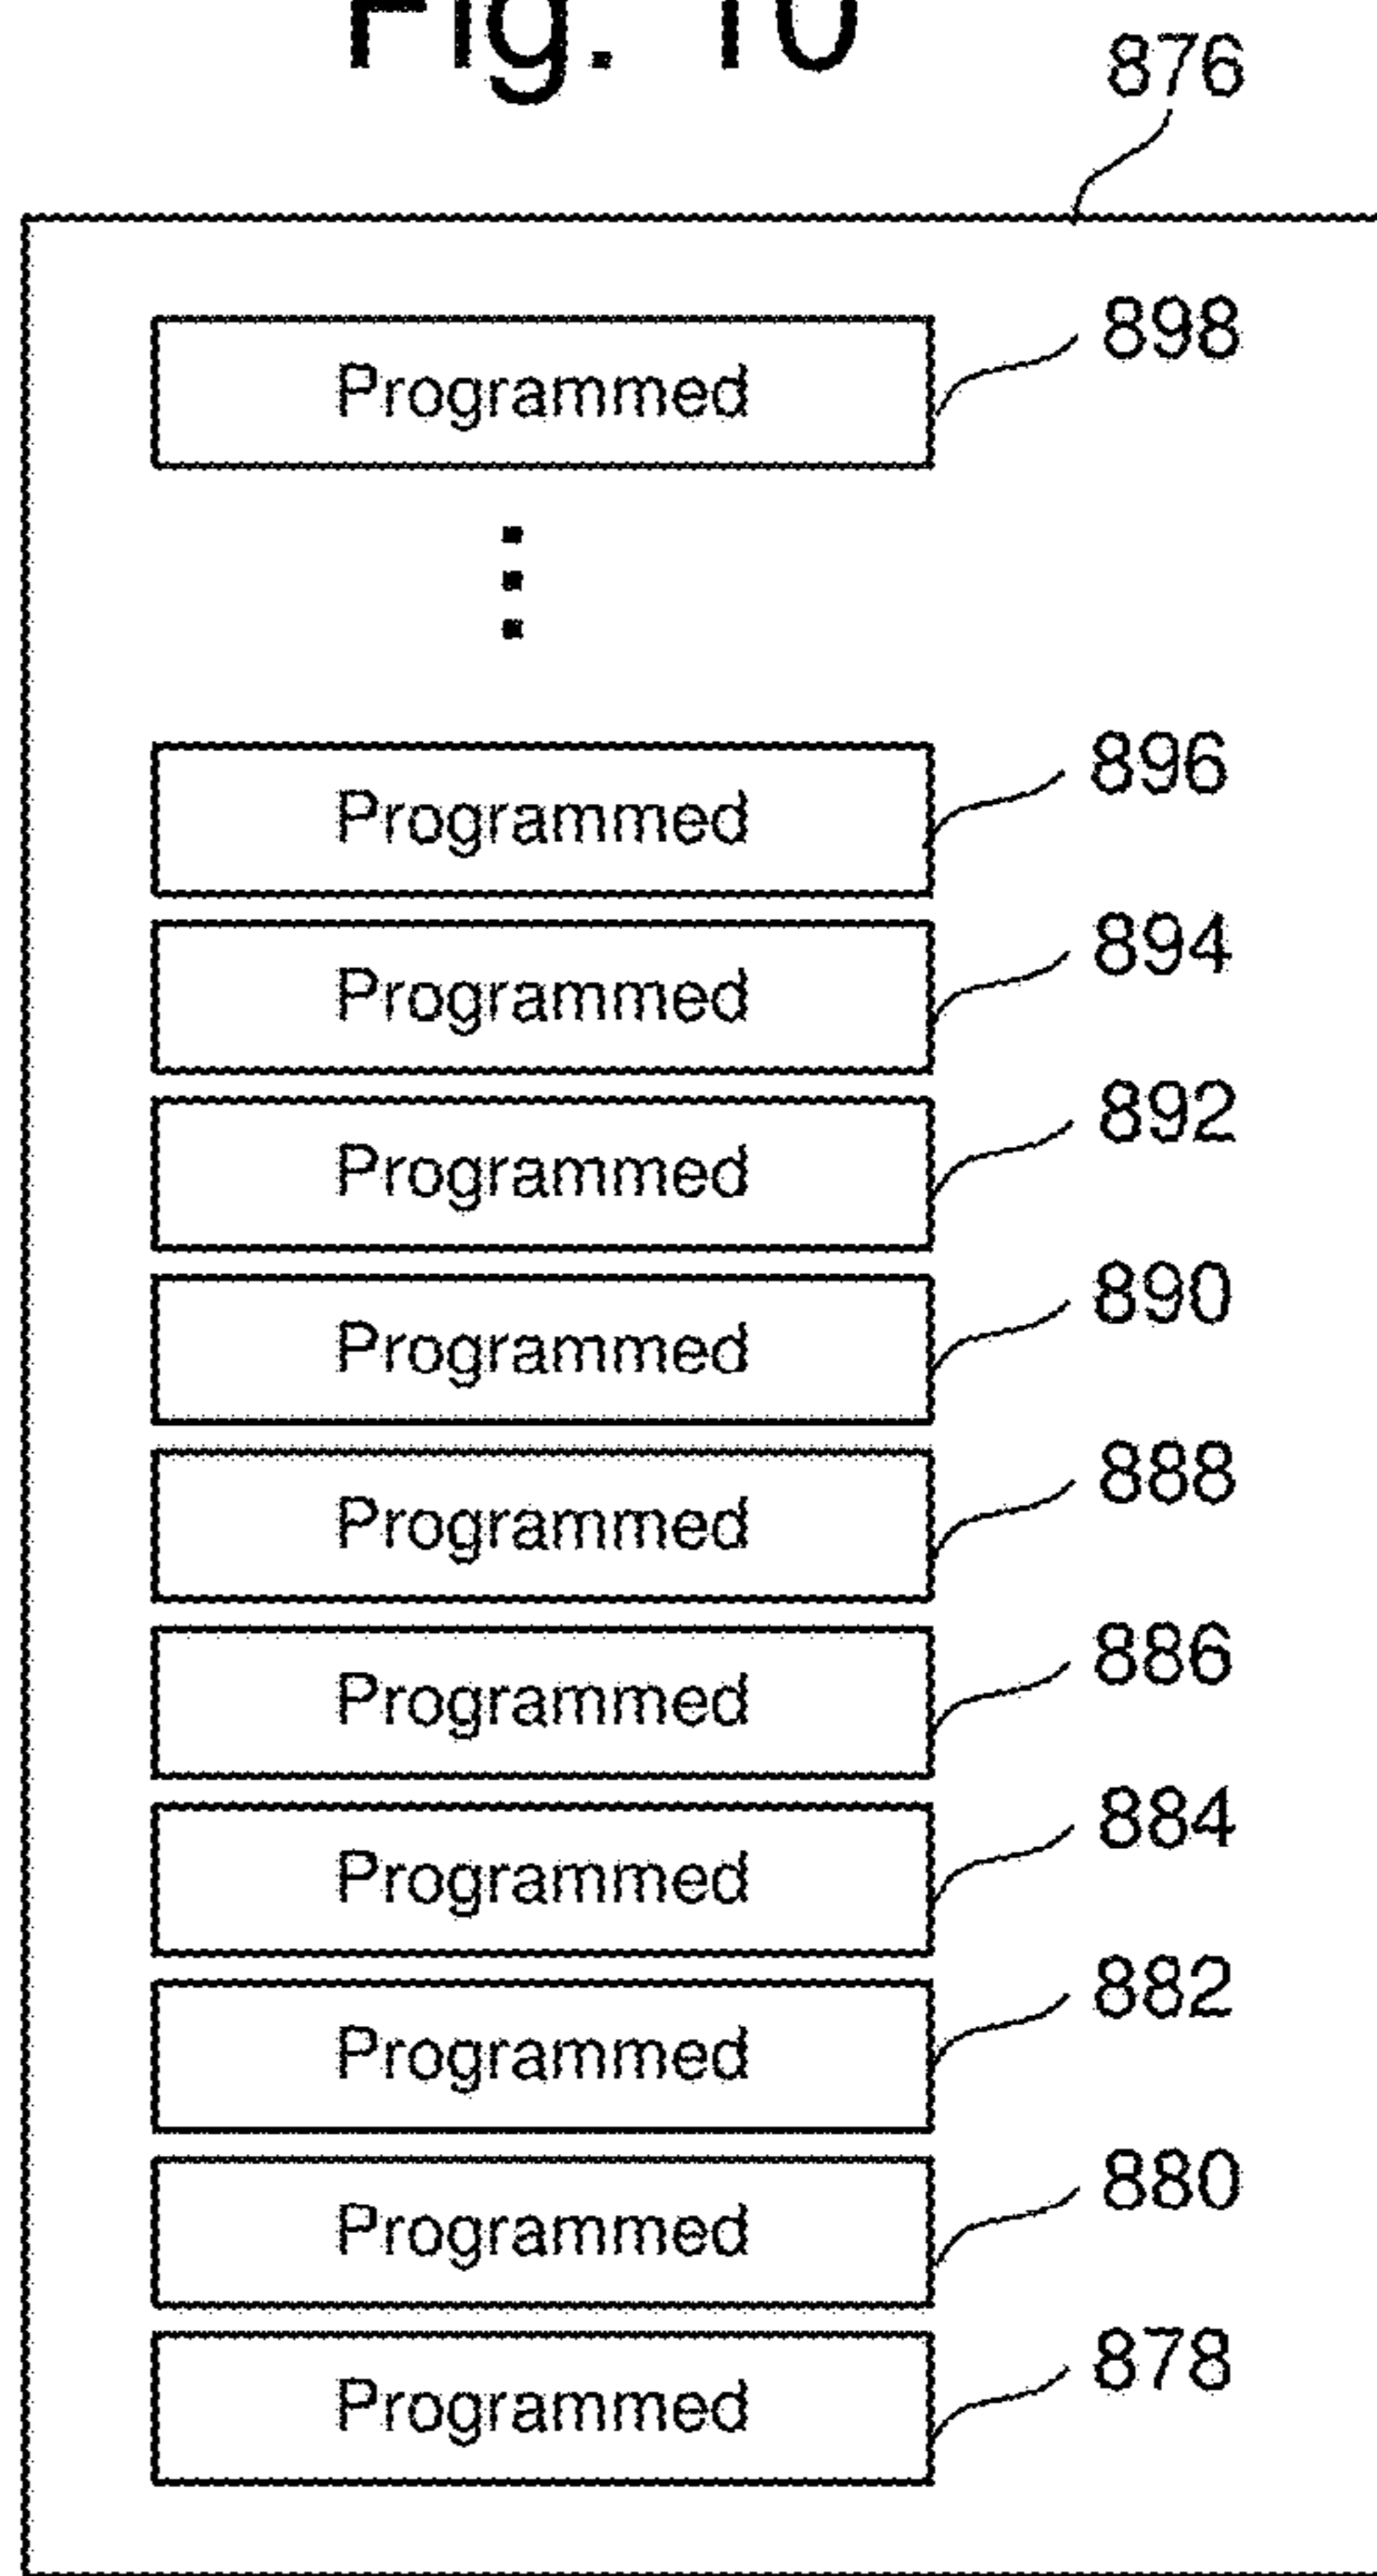 Fig. 10
876
Programmed 898
Programmed 896
Programmed 894
Programmed 892
Programmed 890
Programmed 888
Programmed 886
Programmed 884
Programmed 882
Programmed 880
Programmed 878